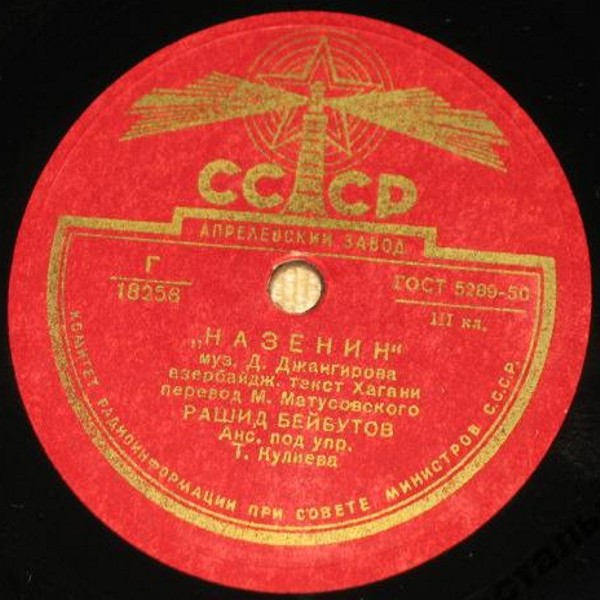 СССР
АПРЕЛЕВСКИЙ ЗАВОД
Г
18256
ГОСТ 5289-50
III кл.
„НАЗЕНИН“
муз. Д. Джангирова
азербайдж. текст Хагани
перевод М. Матусовского
РАШИД БЕЙБУТОВ
Анс. под упр.
Т. Кулиева
КОМИТЕТ РАДИОИНФОРМАЦИИ ПРИ СОВЕТЕ МИНИСТРОВ С.С.С.Р.